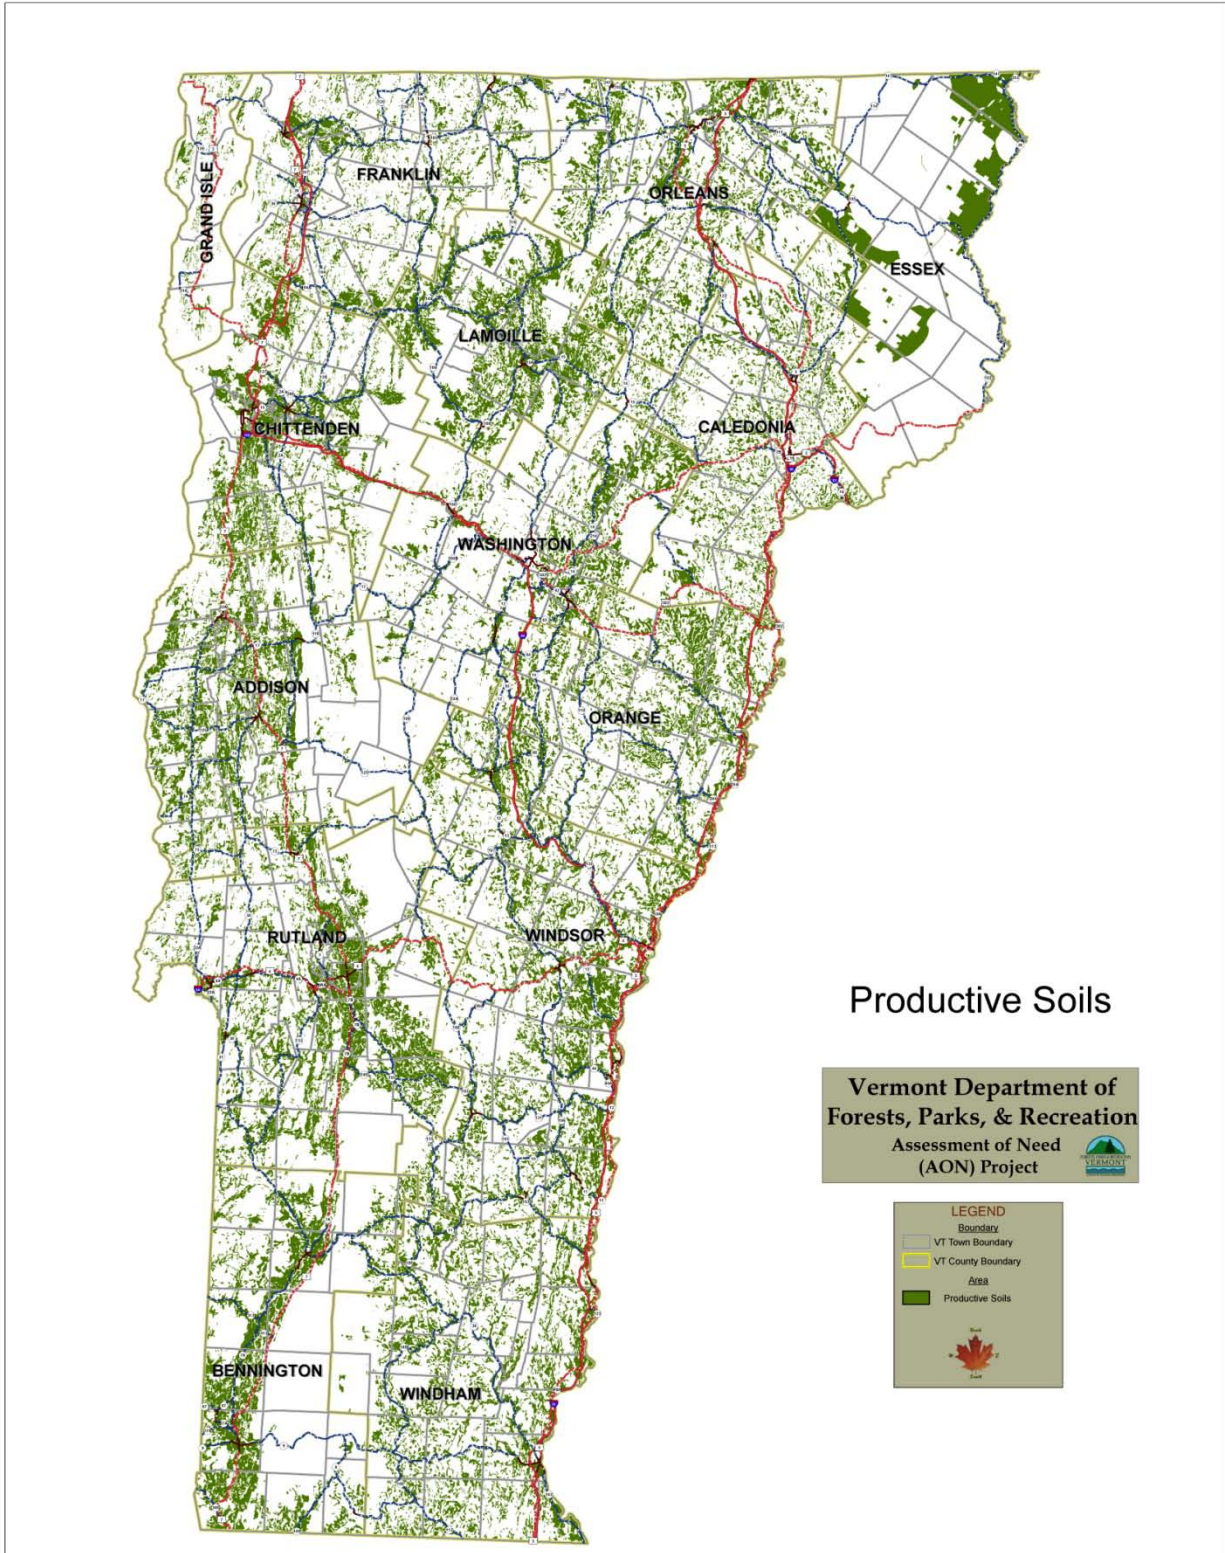 FRANKLIN
GRAND ISLE
ORLEANS
ESSEX
LAMOILLE
CHITTENDEN
CALEDONIA
WASHINGTON
ADDISON
ORANGE
RUTLAND
WINDSOR
BENNINGTON
WINDHAM
Productive Soils
Vermont Department of
Forests, Parks, & Recreation
Assessment of Need
(AON) Project
VERMONT
LEGEND
Boundary
VT Town Boundary
VT County Boundary
Area
Productive Soils